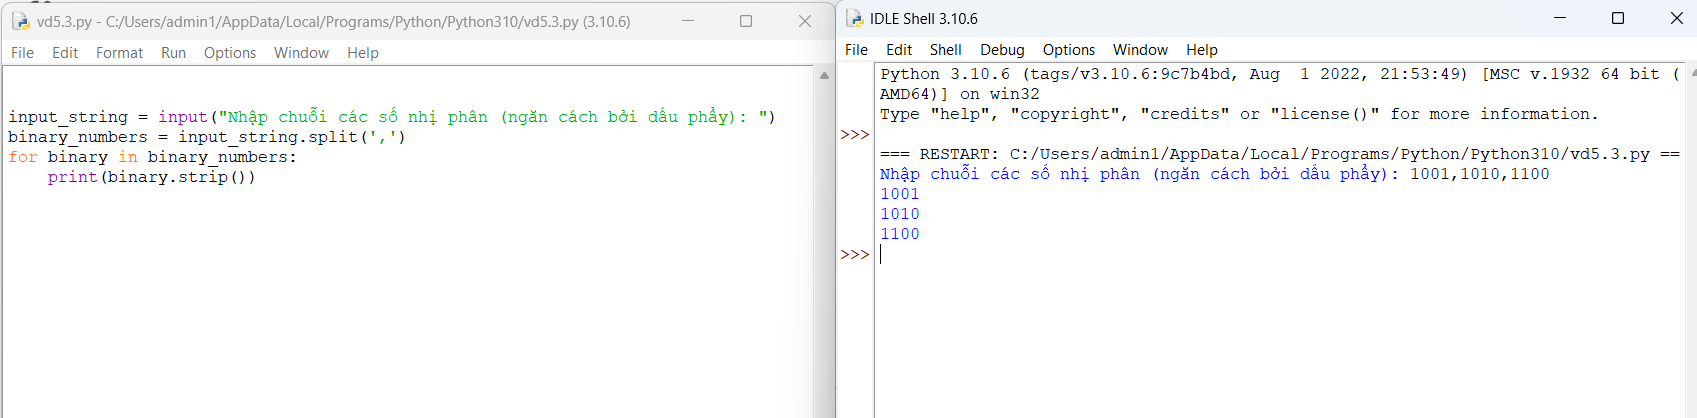 vd5.3.py - C:/Users/admin1/AppData/Local/Programs/Python/Python310/vd5.3.py (3.10.6)
File Edit Format Run Options Window Help
input_string = input("Nhập chuỗi các số nhị phân (ngăn cách bởi dấu phẩy): ")
binary_numbers = input_string.split(',')
for binary in binary_numbers:
    print(binary.strip())
IDLE Shell 3.10.6
File Edit Shell Debug Options Window Help
Python 3.10.6 (tags/v3.10.6:9c7b4bd, Aug  1 2022, 21:53:49) [MSC v.1932 64 bit (
AMD64)] on win32
Type "help", "copyright", "credits" or "license()" for more information.
>>>
=== RESTART: C:/Users/admin1/AppData/Local/Programs/Python/Python310/vd5.3.py ==
Nhập chuỗi các số nhị phân (ngăn cách bởi dấu phẩy): 1001,1010,1100
1001
1010
1100
>>>